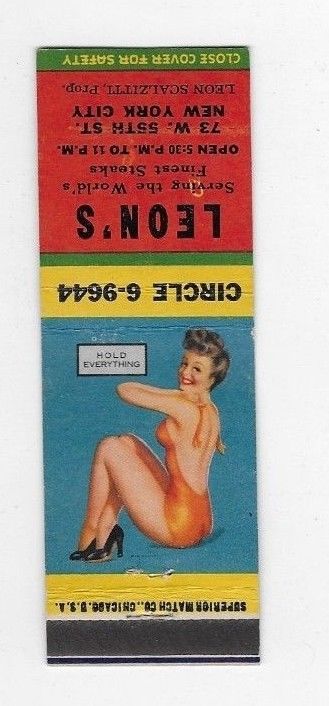 CLOSE COVER FOR SAFETY
LEON'S
Serving the World's
Finest Steaks
OPEN 5:30 P.M. TO 11 P.M.
73 W. 55TH ST.
NEW YORK CITY
LEON SCALZITTI, Prop.
CIRCLE 6-9644
HOLD
EVERYTHING
SUPERIOR MATCH CO., CHICAGO, U.S.A.